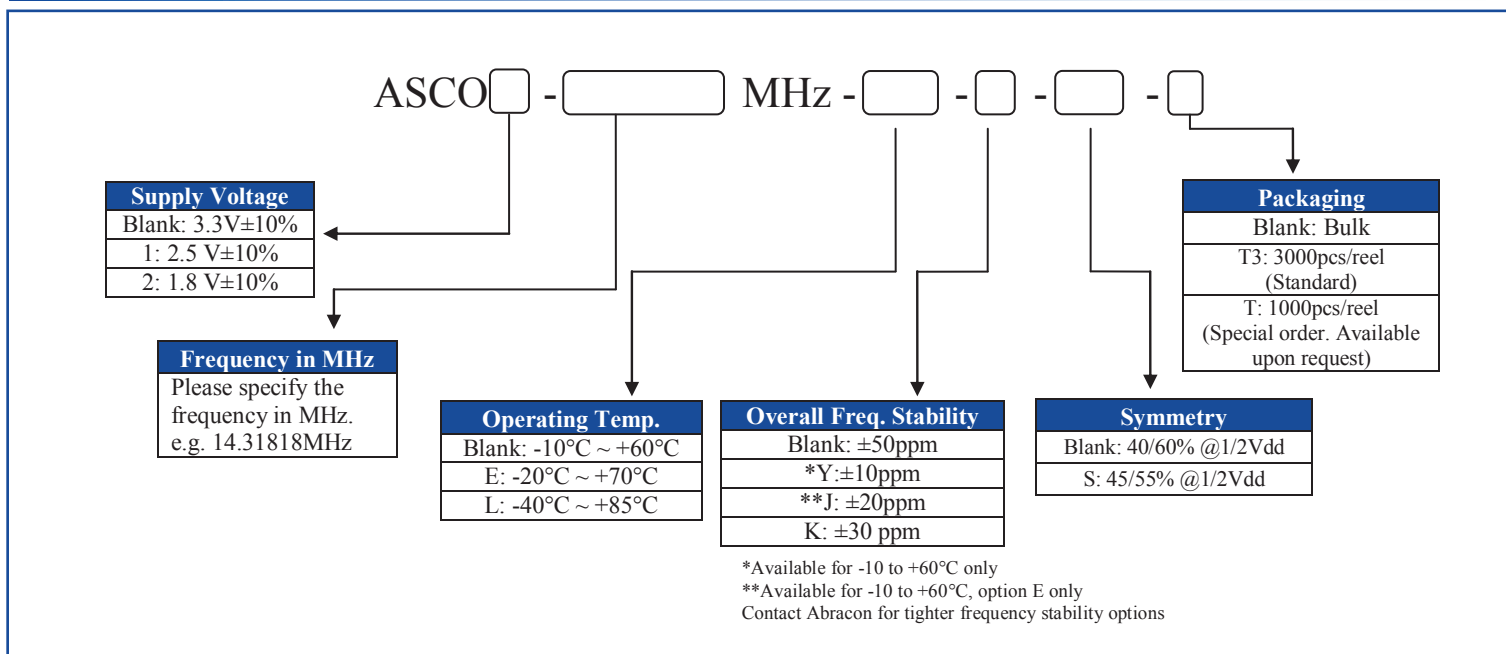 ASCO - MHz - - - -
Supply Voltage
Blank: 3.3V±10%
1: 2.5 V±10%
2: 1.8 V±10%
Frequency in MHz
Please specify the
frequency in MHz.
e.g. 14.31818MHz
Operating Temp.
Blank: -10°C ~ +60°C
E: -20°C ~ +70°C
L: -40°C ~ +85°C
Overall Freq. Stability
Blank: ±50ppm
*Y:±10ppm
**J: ±20ppm
K: ±30 ppm
*Available for -10 to +60°C only
**Available for -10 to +60°C, option E only
Contact Abracon for tighter frequency stability options
Symmetry
Blank: 40/60% @1/2Vdd
S: 45/55% @1/2Vdd
Packaging
Blank: Bulk
T3: 3000pcs/reel
(Standard)
T: 1000pcs/reel
(Special order. Available
upon request)